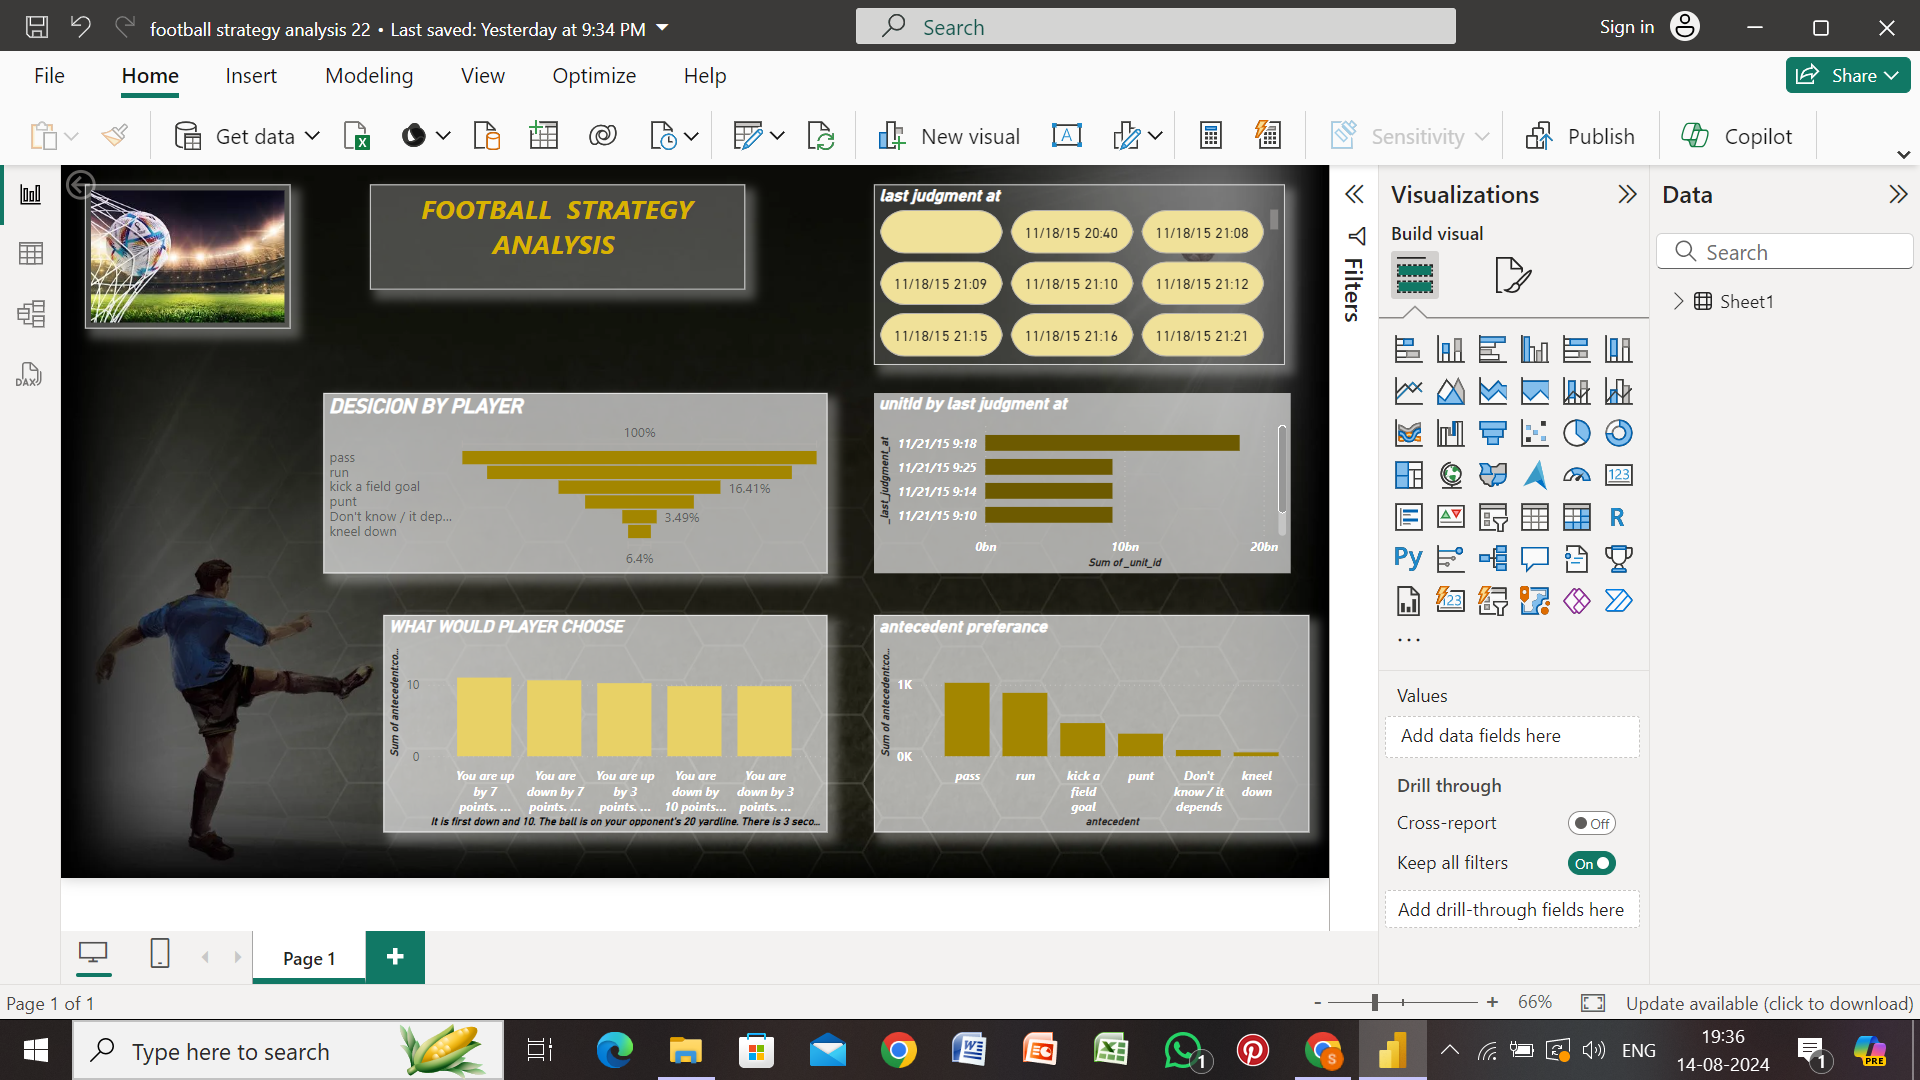 football strategy analysis 22 • Last saved: Yesterday at 9:34 PM
Search
Sign in
File
Home
Insert
Modeling
View
Optimize
Help
Share
Get data
New visual
Sensitivity
Publish
Copilot
FOOTBALL STRATEGY
ANALYSIS
last judgment at
11/18/15 20:40
11/18/15 21:08
11/18/15 21:09
11/18/15 21:10
11/18/15 21:12
11/18/15 21:15
11/18/15 21:16
11/18/15 21:21
DESICION BY PLAYER
100%
pass
run
kick a field goal
16.41%
punt
Don't know / it dep...
3.49%
kneel down
6.4%
unitId by last judgment at
_last_judgment_at
11/21/15 9:18
11/21/15 9:25
11/21/15 9:14
11/21/15 9:10
0bn
10bn
20bn
Sum of _unit_id
WHAT WOULD PLAYER CHOOSE
Sum of antecedent:co...
10
0
You are up
by 7
points. ...
You are
down by 7
points. ...
You are up
by 3
points. ...
You are
down by
10 points...
You are
down by 3
points. ...
It is first down and 10. The ball is on your opponent's 20 yardline. There is 3 seco...
antecedent preferance
Sum of antecedent:co...
1K
0K
pass
run
kick a
field
goal
punt
Don't
know / it
depends
kneel
down
antecedent
Filters
Visualizations
Build visual
123
R
Py
123
...
Values
Add data fields here
Drill through
Cross-report
Off
Keep all filters
On
Add drill-through fields here
Data
Search
Sheet1
DAX
Page 1
+
Page 1 of 1
-
+
66%
Update available (click to download)
Type here to search
1
S
ENG
19:36
14-08-2024
1
PRE